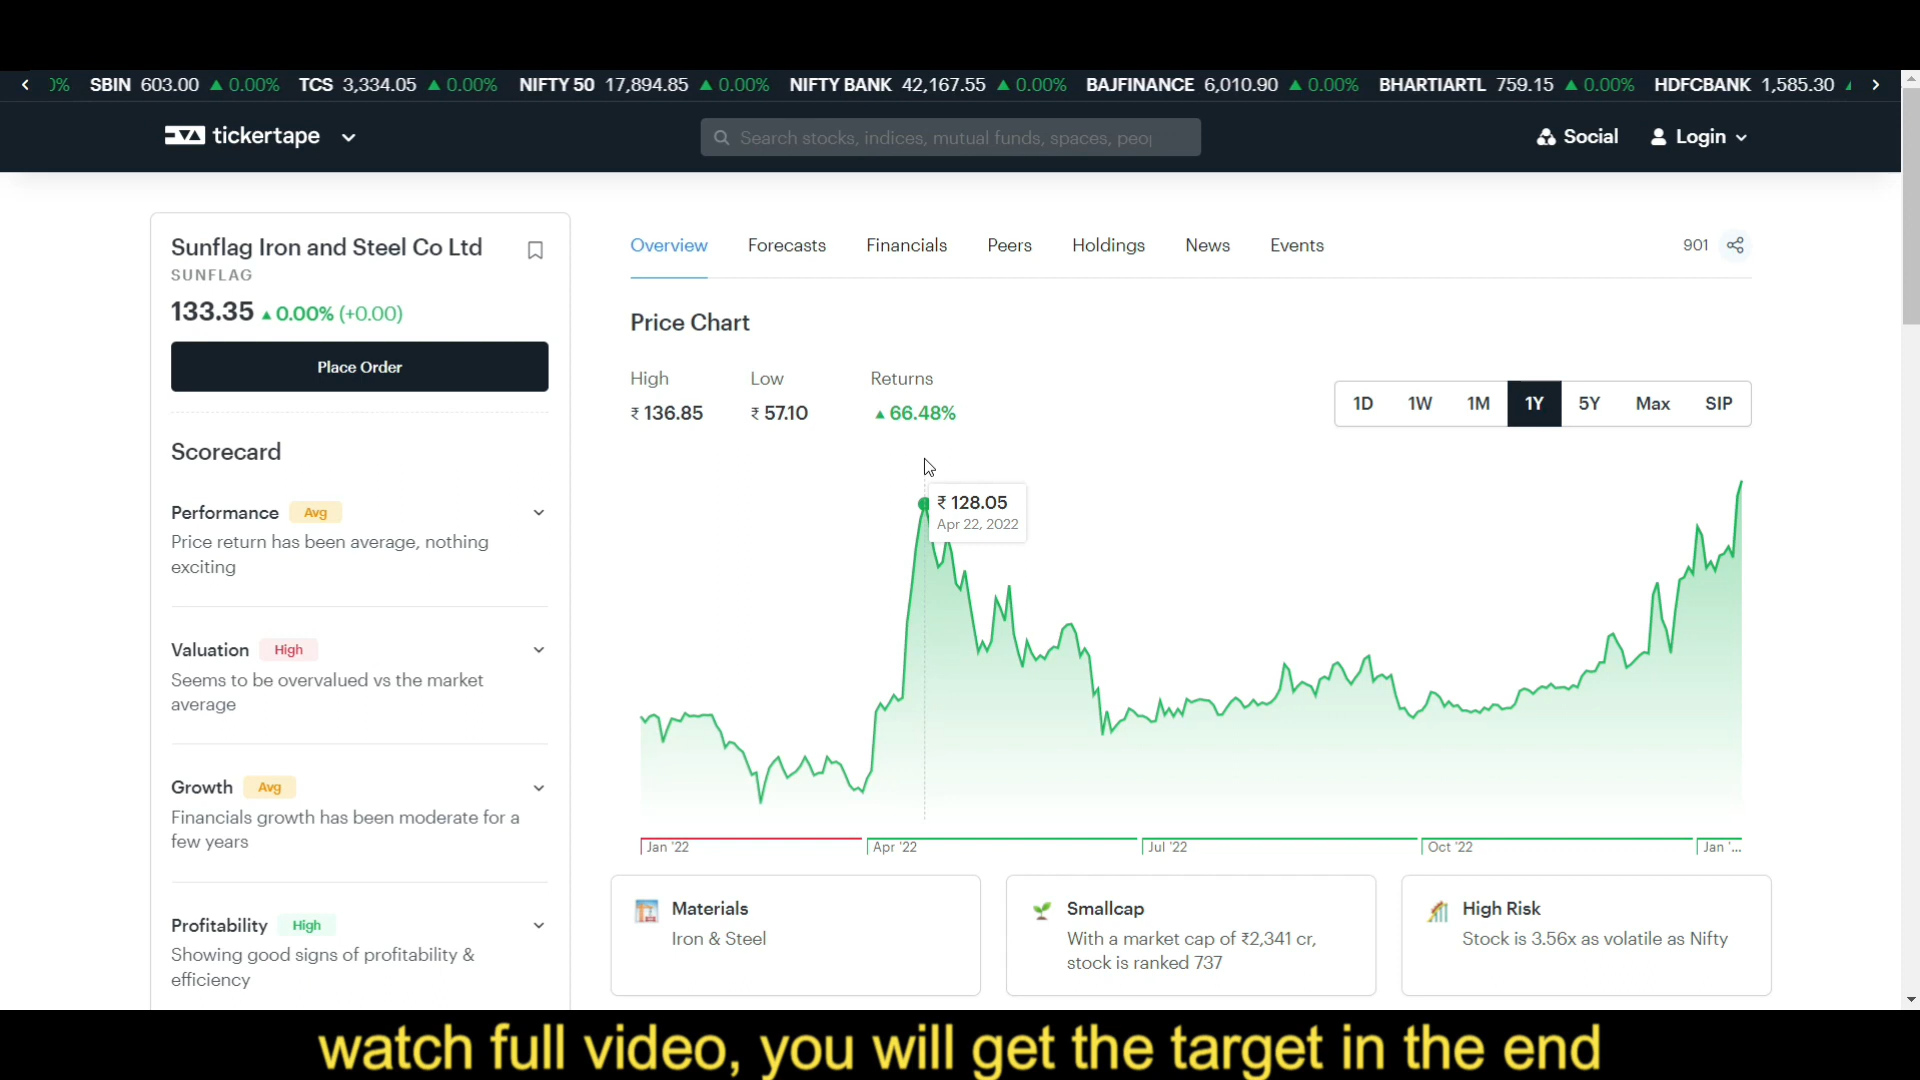 0% SBIN 603.00 ▲ 0.00% TCS 3,334.05 ▲ 0.00% NIFTY 50 17,894.85 ▲ 0.00% NIFTY BANK 42,167.55 ▲ 0.00% BAJFINANCE 6,010.90 ▲ 0.00% BHARTIARTL 759.15 ▲ 0.00% HDFCBANK 1,585.30
tickertape
Search stocks, indices, mutual funds, spaces, peop
Social
Login
Sunflag Iron and Steel Co Ltd
SUNFLAG
133.35 ▲ 0.00% (+0.00)
Place Order
Scorecard
Performance Avg
Price return has been average, nothing
exciting
Valuation High
Seems to be overvalued vs the market
average
Growth Avg
Financials growth has been moderate for a
few years
Profitability High
Showing good signs of profitability &
efficiency
Overview Forecasts Financials Peers Holdings News Events
901
Price Chart
High Low Returns
₹ 136.85 ₹ 57.10 ▲ 66.48%
1D 1W 1M 1Y 5Y Max SIP
₹ 128.05
Apr 22, 2022
Jan '22 Apr '22 Jul '22 Oct '22 Jan '...
Materials
Iron & Steel
Smallcap
With a market cap of ₹2,341 cr,
stock is ranked 737
High Risk
Stock is 3.56x as volatile as Nifty
watch full video, you will get the target in the end